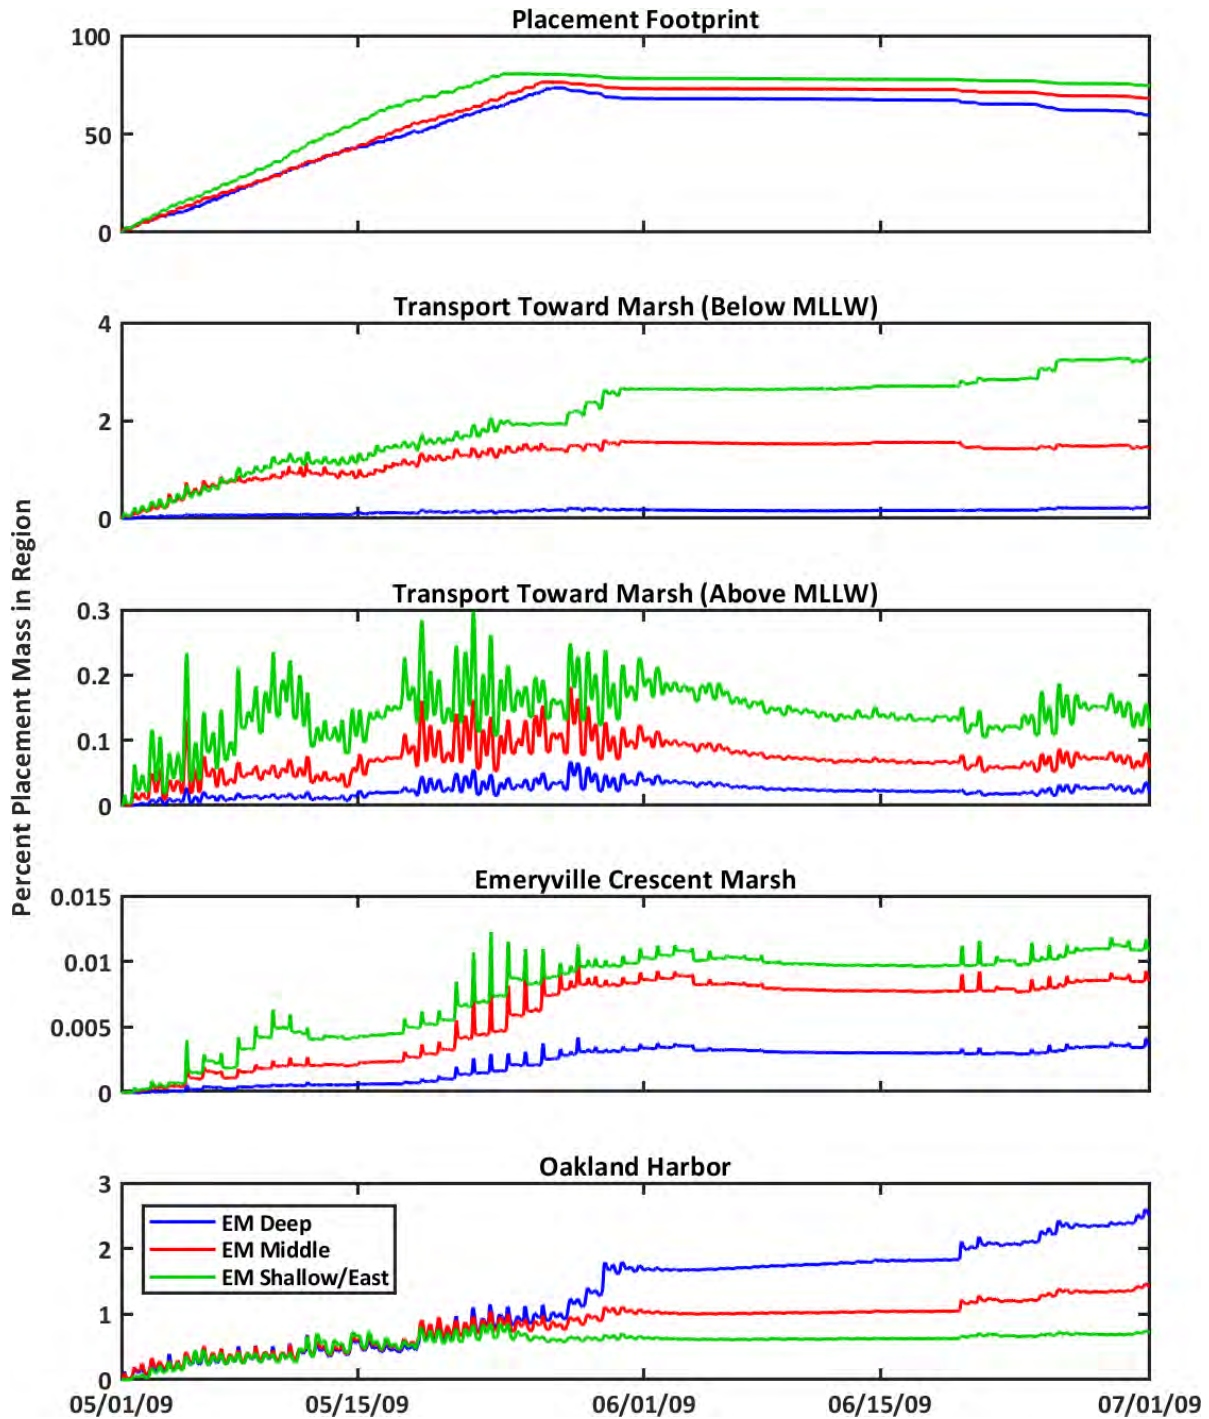 Placement Footprint
100
50
0
Transport Toward Marsh (Below MLLW)
4
2
0
Percent Placement Mass in Region
Transport Toward Marsh (Above MLLW)
0.3
0.2
0.1
0
Emeryville Crescent Marsh
0.015
0.01
0.005
0
Oakland Harbor
3
2
1
0
EM Deep
EM Middle
EM Shallow/East
05/01/09 05/15/09 06/01/09 06/15/09 07/01/09